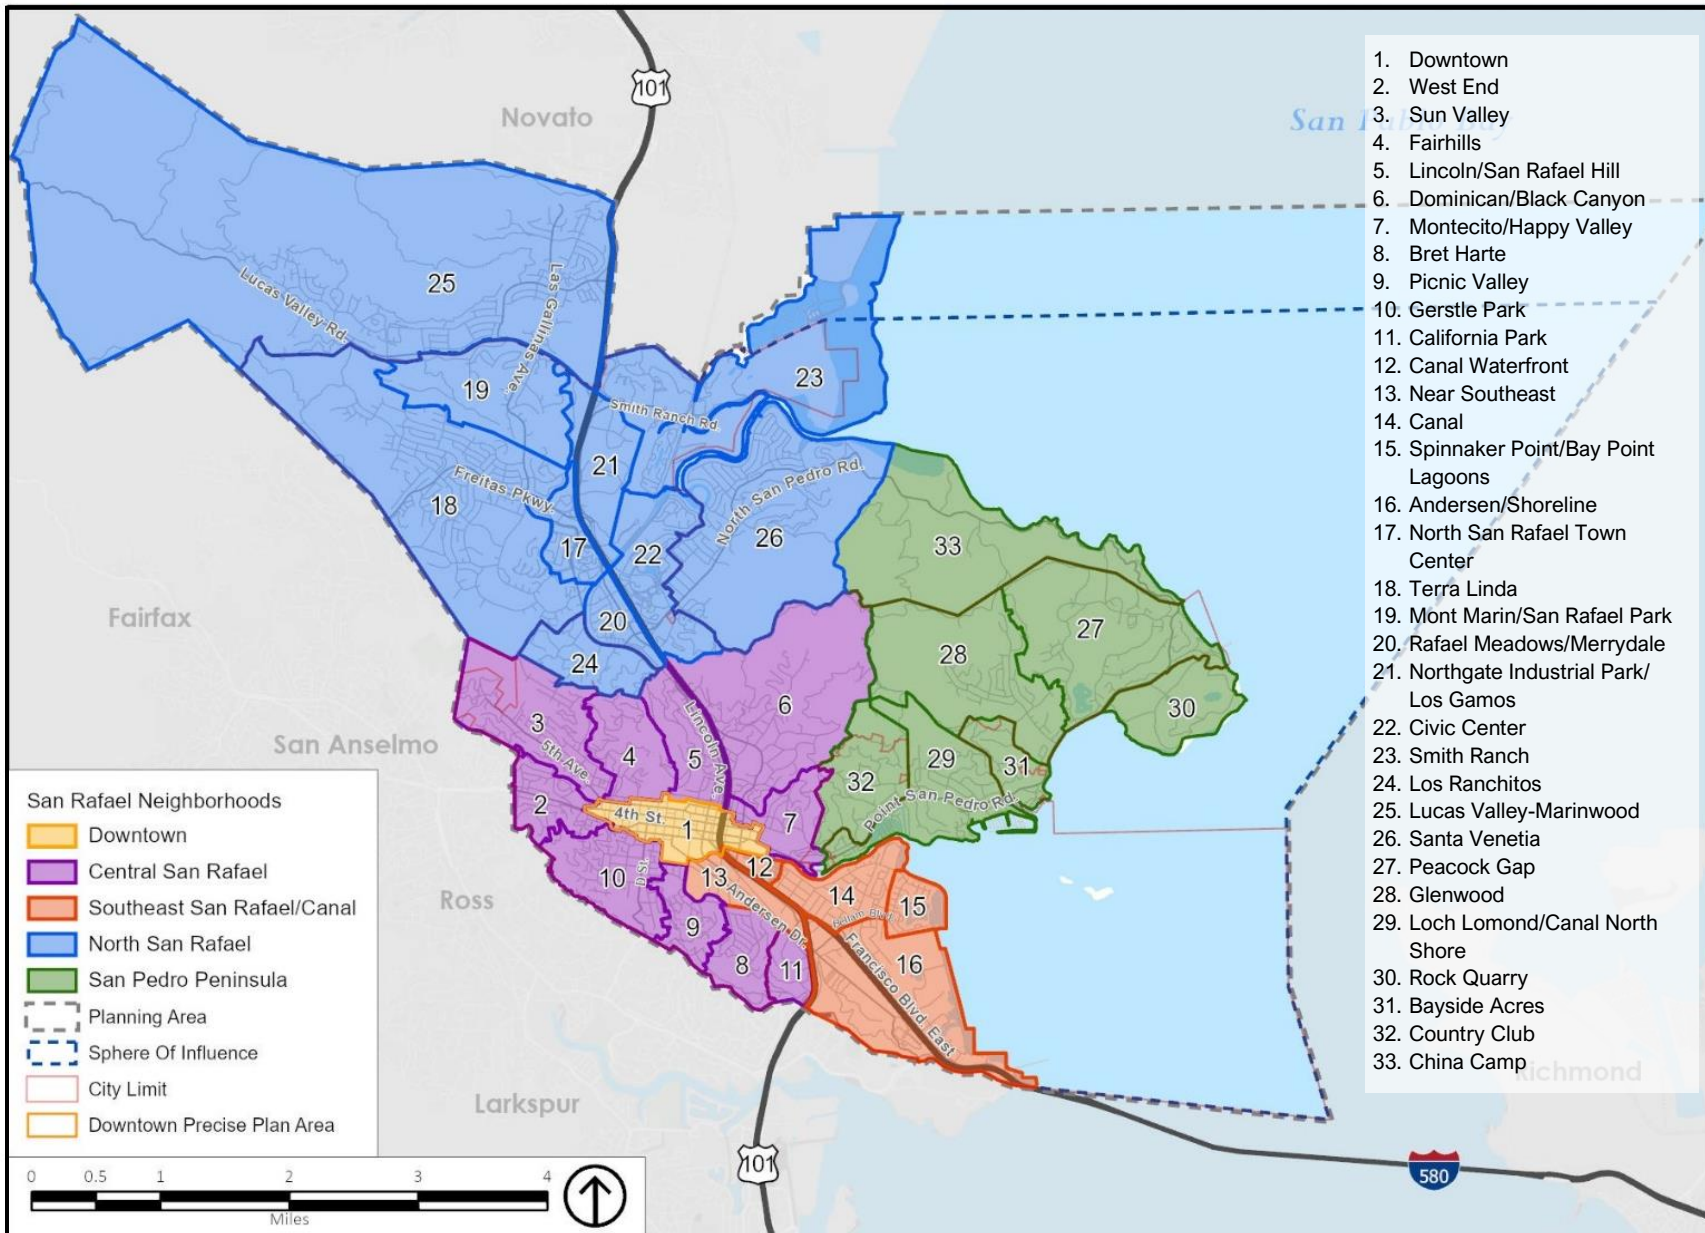 101
Novato
San Pablo Bay
1. Downtown
2. West End
3. Sun Valley
4. Fairhills
5. Lincoln/San Rafael Hill
6. Dominican/Black Canyon
7. Montecito/Happy Valley
8. Bret Harte
9. Picnic Valley
10. Gerstle Park
11. California Park
12. Canal Waterfront
13. Near Southeast
14. Canal
15. Spinnaker Point/Bay Point
Lagoons
16. Andersen/Shoreline
17. North San Rafael Town
Center
18. Terra Linda
19. Mont Marin/San Rafael Park
20. Rafael Meadows/Merrydale
21. Northgate Industrial Park/
Los Gamos
22. Civic Center
23. Smith Ranch
24. Los Ranchitos
25. Lucas Valley-Marinwood
26. Santa Venetia
27. Peacock Gap
28. Glenwood
29. Loch Lomond/Canal North
Shore
30. Rock Quarry
31. Bayside Acres
32. Country Club
33. China Camp
Richmond
25
Lucas Valley Rd.
Las Gallinas Ave.
19
23
Smith Ranch Rd.
21
Freitas Pkwy.
18
17
22
North San Pedro Rd.
26
33
Fairfax
20
24
27
28
30
6
3
5th Ave.
4
5
Lincoln Ave.
San Anselmo
29
31
32
Point San Pedro Rd.
2
4th St.
1
7
10
D St.
13
12
14
15
Bellam Blvd.
Andersen Dr.
Ross
9
8
11
16
Francisco Blvd. East
Larkspur
101
580
San Rafael Neighborhoods
Downtown
Central San Rafael
Southeast San Rafael/Canal
North San Rafael
San Pedro Peninsula
Planning Area
Sphere Of Influence
City Limit
Downtown Precise Plan Area
0 0.5 1 2 3 4
Miles